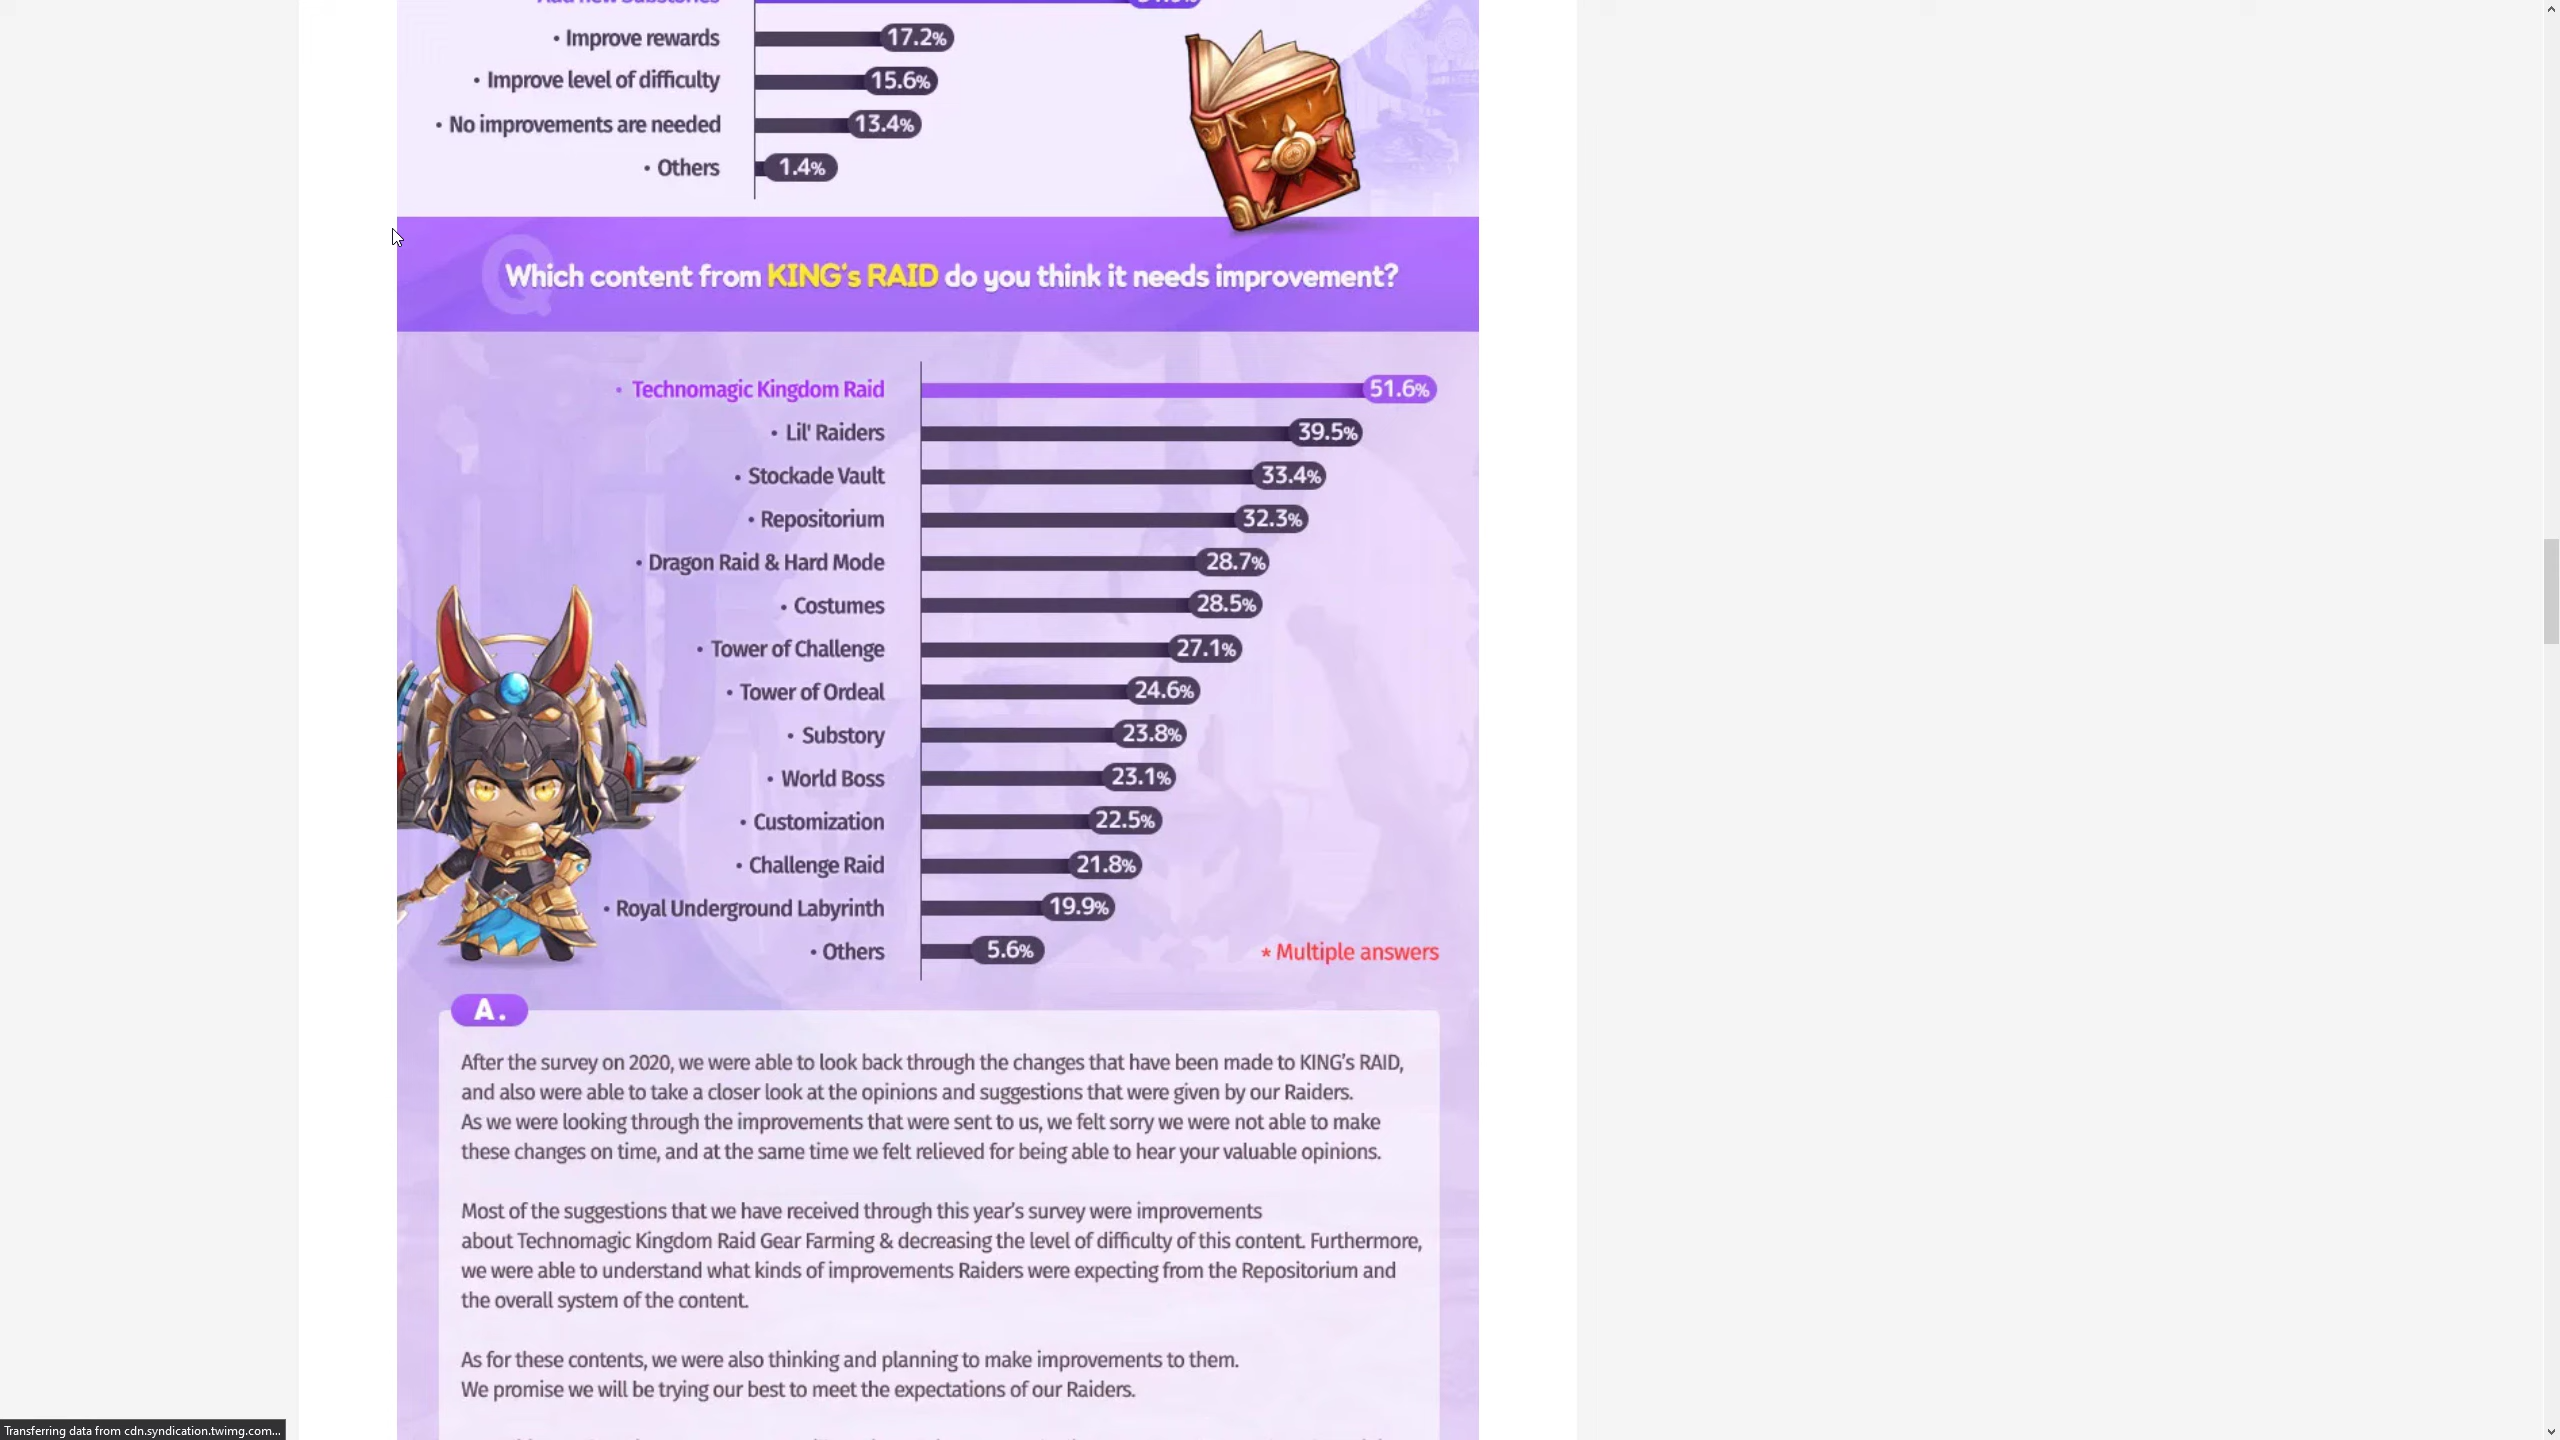 Add new Substories
• Improve rewards 17.2%
• Improve level of difficulty 15.6%
• No improvements are needed 13.4%
• Others 1.4%
Q
Which content from KING's RAID do you think it needs improvement?
• Technomagic Kingdom Raid 51.6%
• Lil' Raiders 39.5%
• Stockade Vault 33.4%
• Repositorium 32.3%
• Dragon Raid & Hard Mode 28.7%
• Costumes 28.5%
• Tower of Challenge 27.1%
• Tower of Ordeal 24.6%
• Substory 23.8%
• World Boss 23.1%
• Customization 22.5%
• Challenge Raid 21.8%
• Royal Underground Labyrinth 19.9%
• Others 5.6%
* Multiple answers
A.
After the survey on 2020, we were able to look back through the changes that have been made to KING's RAID,
and also were able to take a closer look at the opinions and suggestions that were given by our Raiders.
As we were looking through the improvements that were sent to us, we felt sorry we were not able to make
these changes on time, and at the same time we felt relieved for being able to hear your valuable opinions.
Most of the suggestions that we have received through this year's survey were improvements
about Technomagic Kingdom Raid Gear Farming & decreasing the level of difficulty of this content. Furthermore,
we were able to understand what kinds of improvements Raiders were expecting from the Repositorium and
the overall system of the content.
As for these contents, we were also thinking and planning to make improvements to them.
We promise we will be trying our best to meet the expectations of our Raiders.
Transferring data from cdn.syndication.twimg.com...